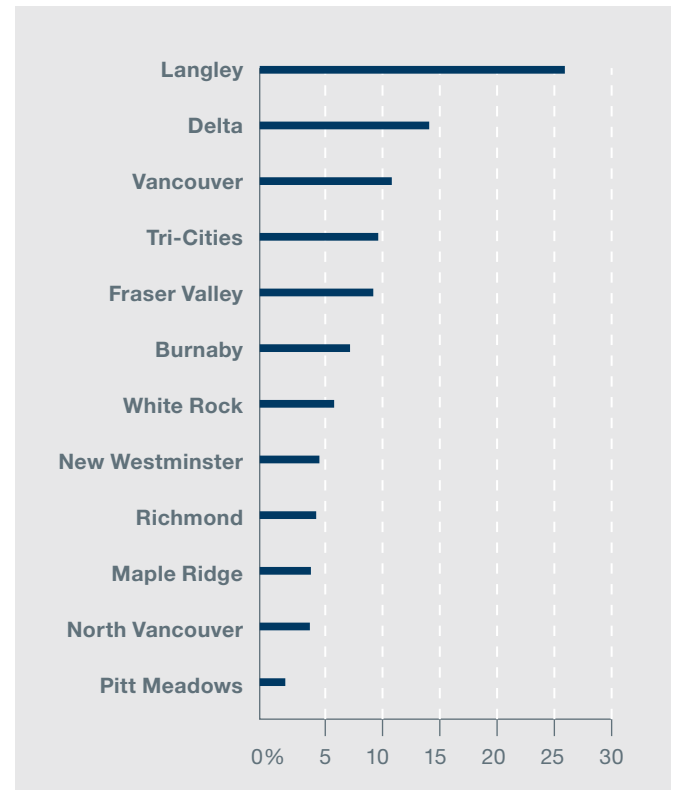 Langley
Delta
Vancouver
Tri-Cities
Fraser Valley
Burnaby
White Rock
New Westminster
Richmond
Maple Ridge
North Vancouver
Pitt Meadows
0% 5 10 15 20 25 30